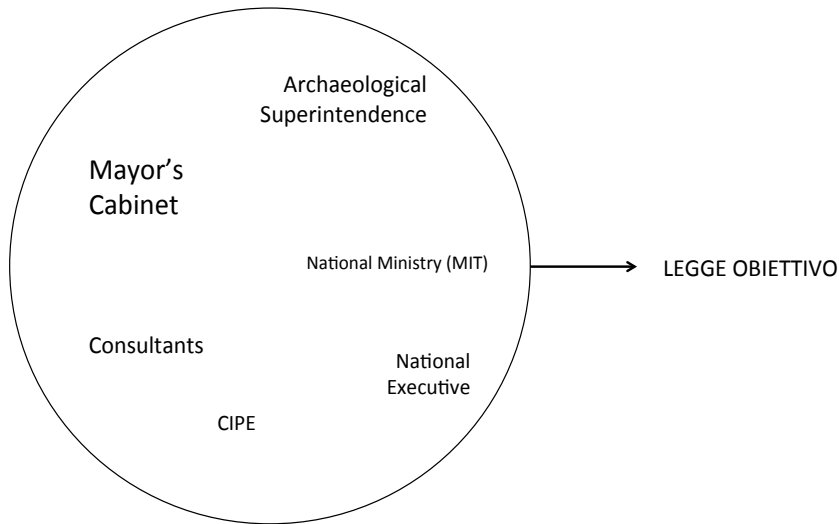 Archaeological
Superintendence
Mayor’s
Cabinet
National Ministry (MIT)
LEGGE OBIETTIVO
Consultants
National
Executive
CIPE